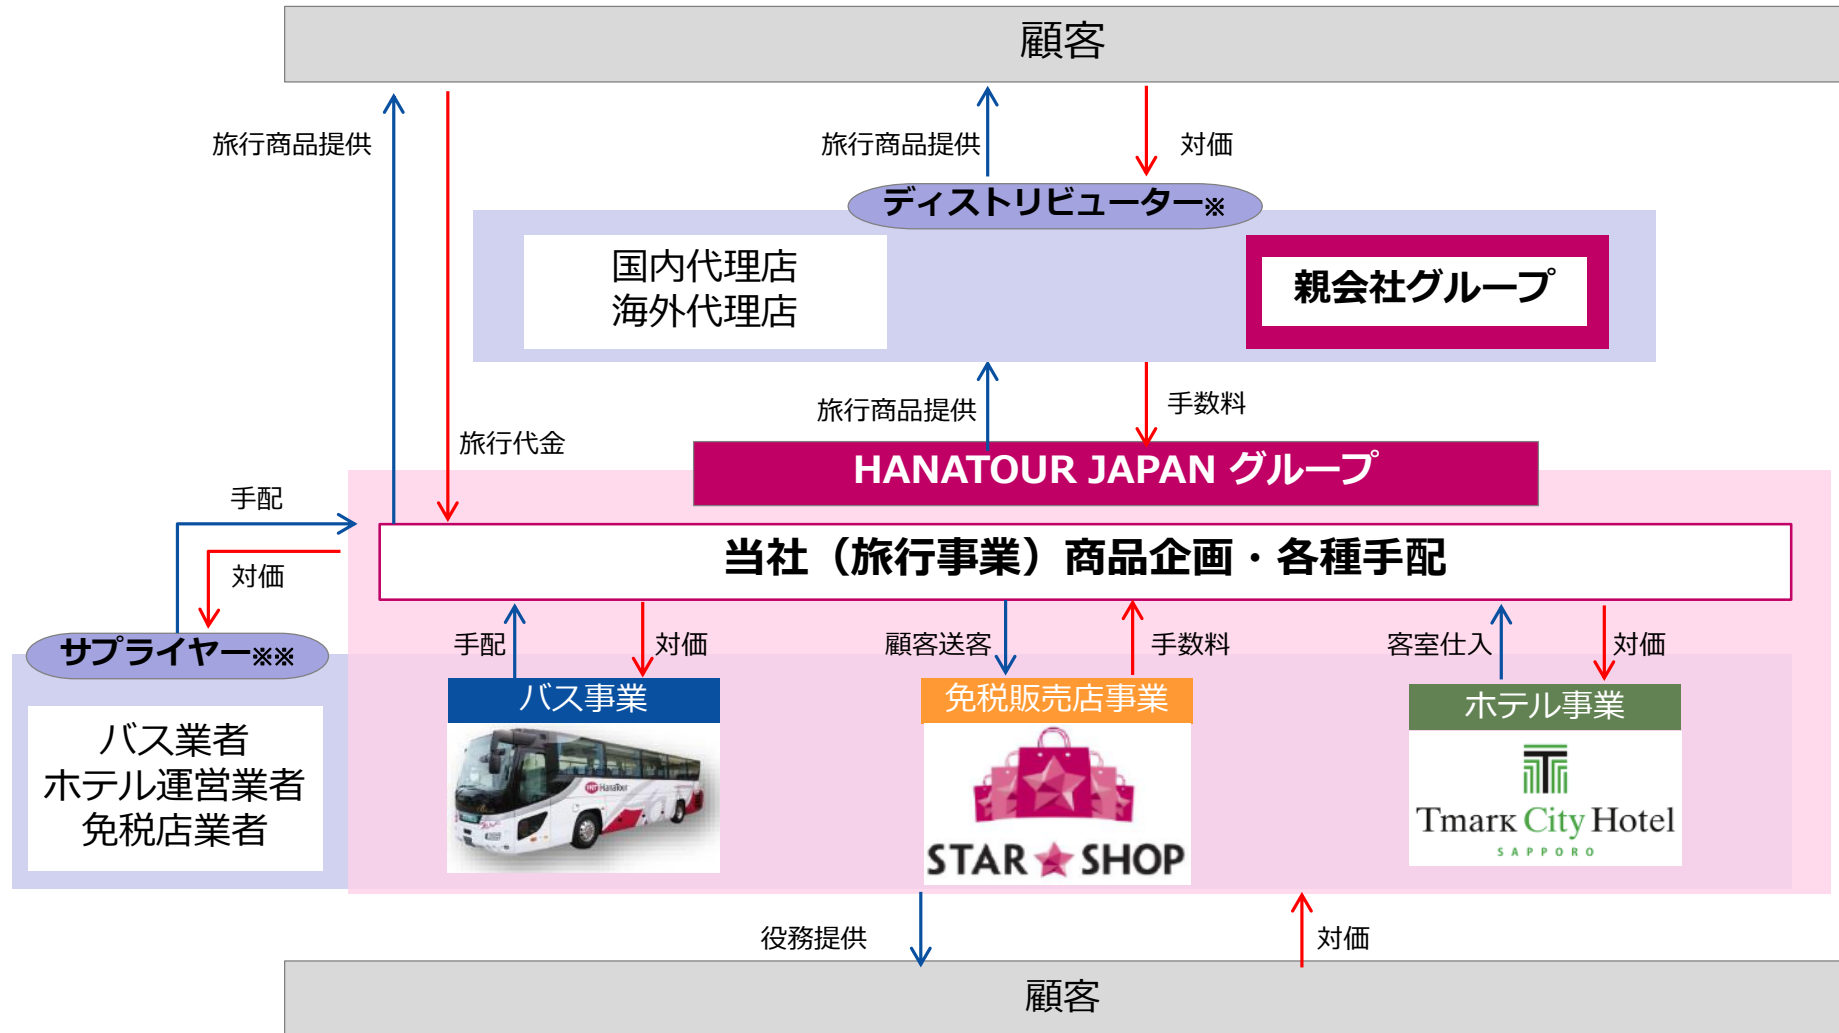 顧客
旅行商品提供
旅行商品提供
対価
ディストリビューター※
国内代理店
海外代理店
親会社グループ
旅行商品提供
手数料
旅行代金
HANATOUR JAPAN グループ
手配
当社（旅行事業）商品企画・各種手配
対価
手配
対価
顧客送客
手数料
客室仕入
対価
サプライヤー※※
バス事業
免税販売店事業
ホテル事業
バス業者
ホテル運営業者
免税店業者
HanaTour
STAR SHOP
Tmark City Hotel
SAPPORO
役務提供
対価
顧客